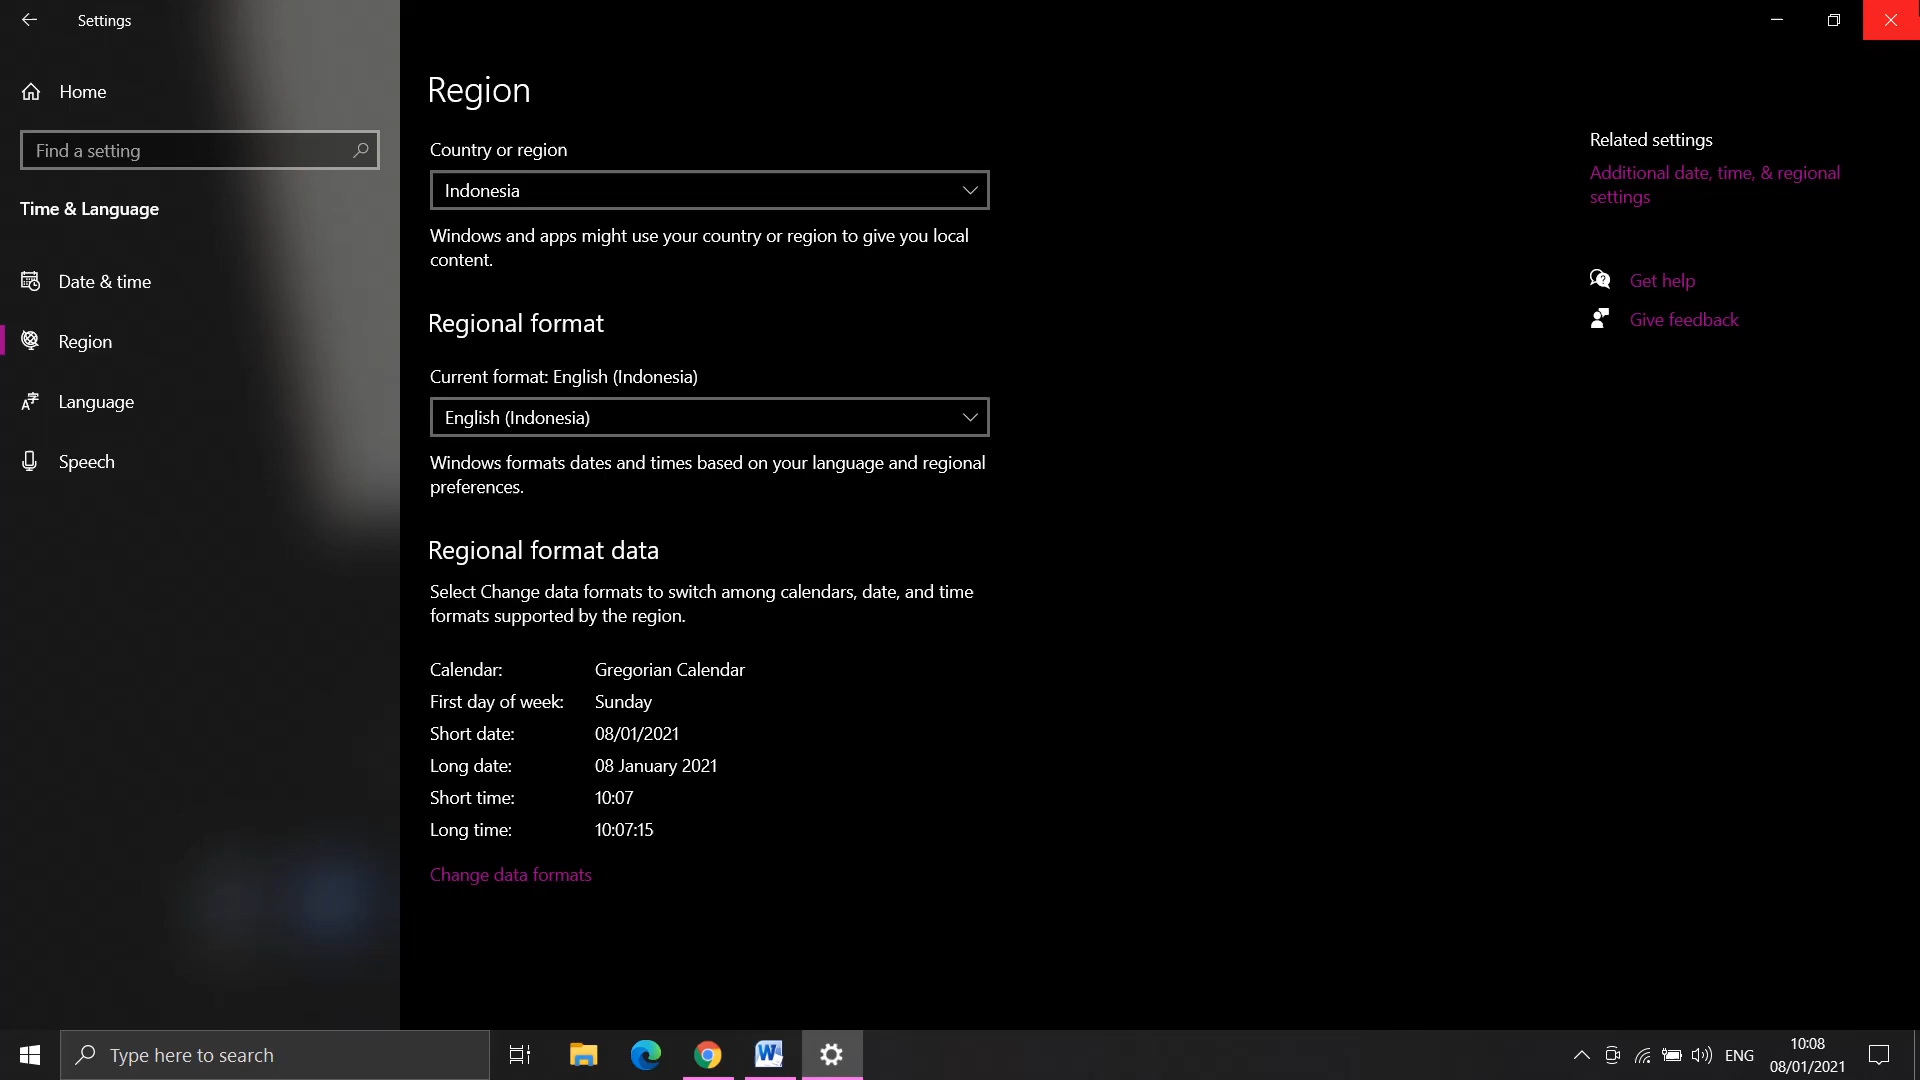 Settings
Home
Find a setting
Time & Language
Date & time
Region
Language
Speech
Region
Country or region
Indonesia
Windows and apps might use your country or region to give you local
content.
Regional format
Current format: English (Indonesia)
English (Indonesia)
Windows formats dates and times based on your language and regional
preferences.
Regional format data
Select Change data formats to switch among calendars, date, and time
formats supported by the region.
Calendar: Gregorian Calendar
First day of week: Sunday
Short date: 08/01/2021
Long date: 08 January 2021
Short time: 10:07
Long time: 10:07:15
Change data formats
Related settings
Additional date, time, & regional
settings
Get help
Give feedback
Type here to search
ENG
10:08
08/01/2021